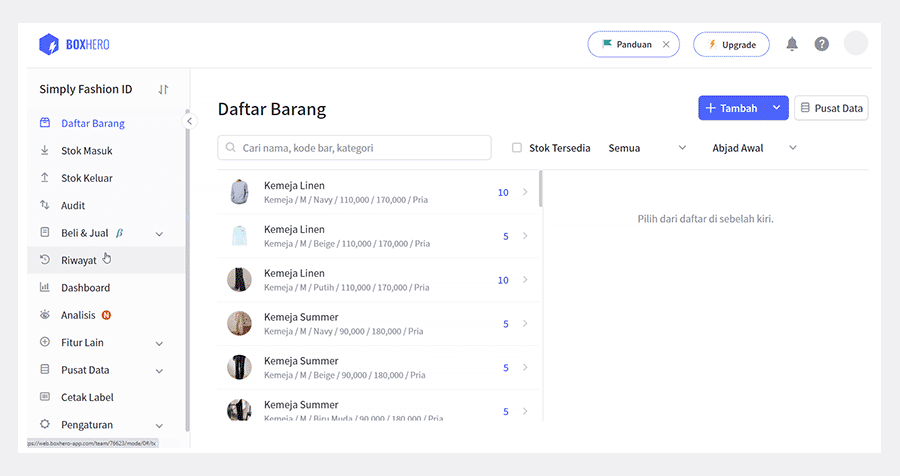 BOXHERO
Panduan
Upgrade
Simply Fashion ID
Daftar Barang
Stok Masuk
Stok Keluar
Audit
Beli & Jual β
Riwayat
Dashboard
Analisis N
Fitur Lain
Pusat Data
Cetak Label
Pengaturan
Daftar Barang
+ Tambah
Pusat Data
Cari nama, kode bar, kategori
Stok Tersedia
Semua
Abjad Awal
Kemeja Linen
Kemeja / M / Navy / 110,000 / 170,000 / Pria
10
Kemeja Linen
Kemeja / M / Beige / 110,000 / 170,000 / Pria
5
Kemeja Linen
Kemeja / M / Putih / 110,000 / 170,000 / Pria
10
Kemeja Summer
Kemeja / M / Navy / 90,000 / 180,000 / Pria
5
Kemeja Summer
Kemeja / M / Beige / 90,000 / 180,000 / Pria
5
Kemeja Summer
Kemeja / M / Biru Muda / 90,000 / 180,000 / Pria
5
Pilih dari daftar di sebelah kiri.
ps://web.boxhero-app.com/team/76623/mode/0#/tx